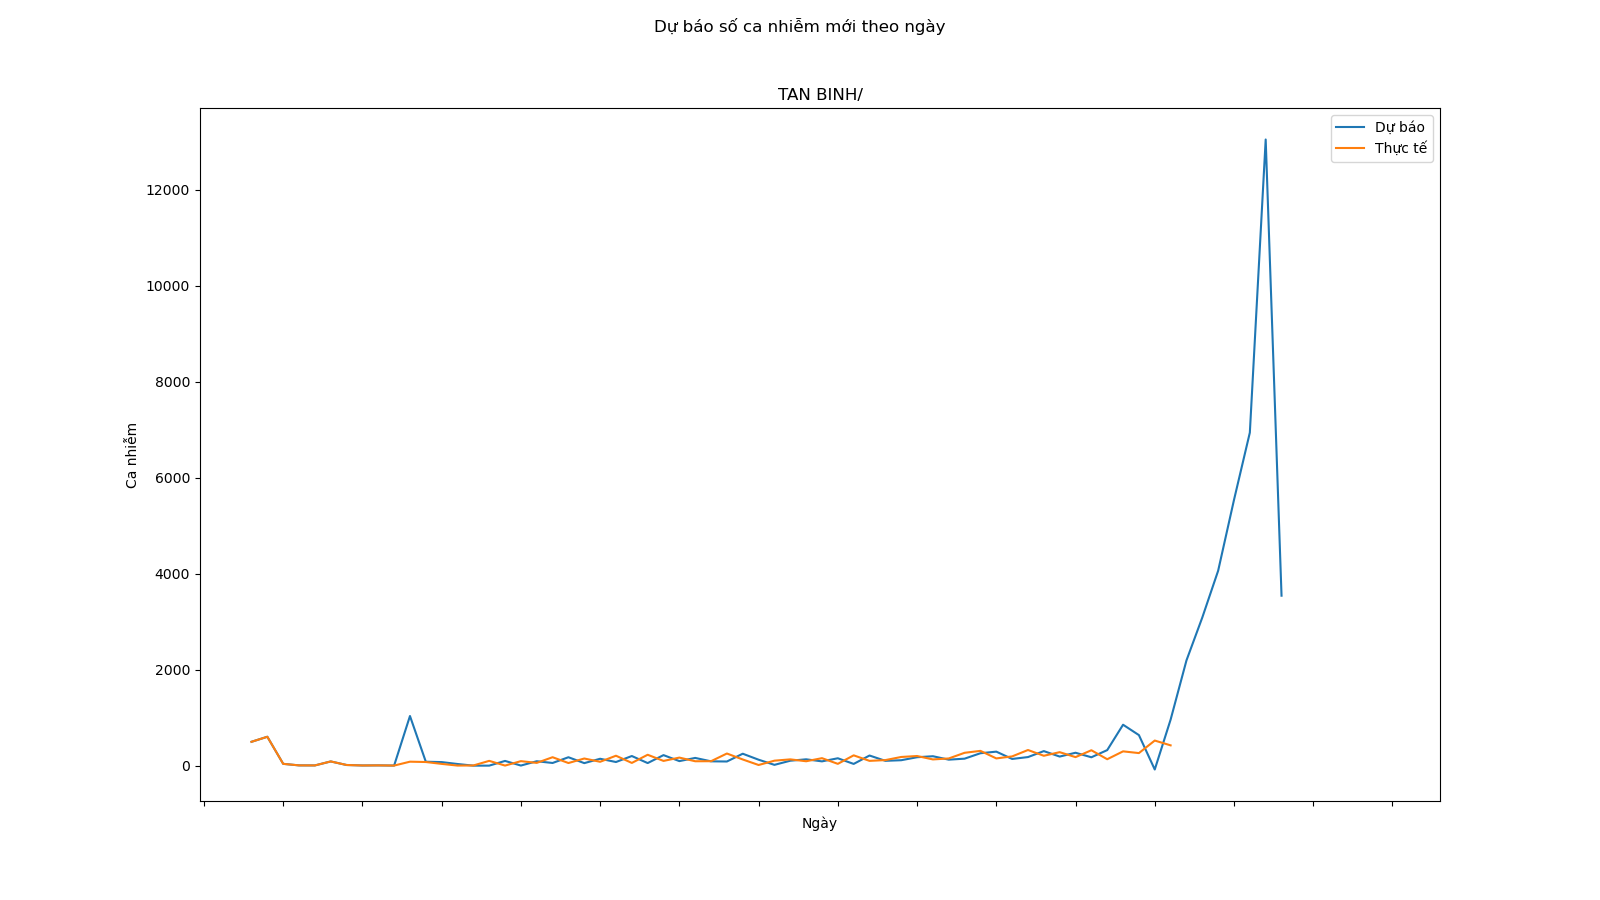 Dự báo số ca nhiễm mới theo ngày
TAN BINH/
Dự báo
Thực tế
12000
10000
8000
6000
4000
2000
0
Ca nhiễm
Ngày